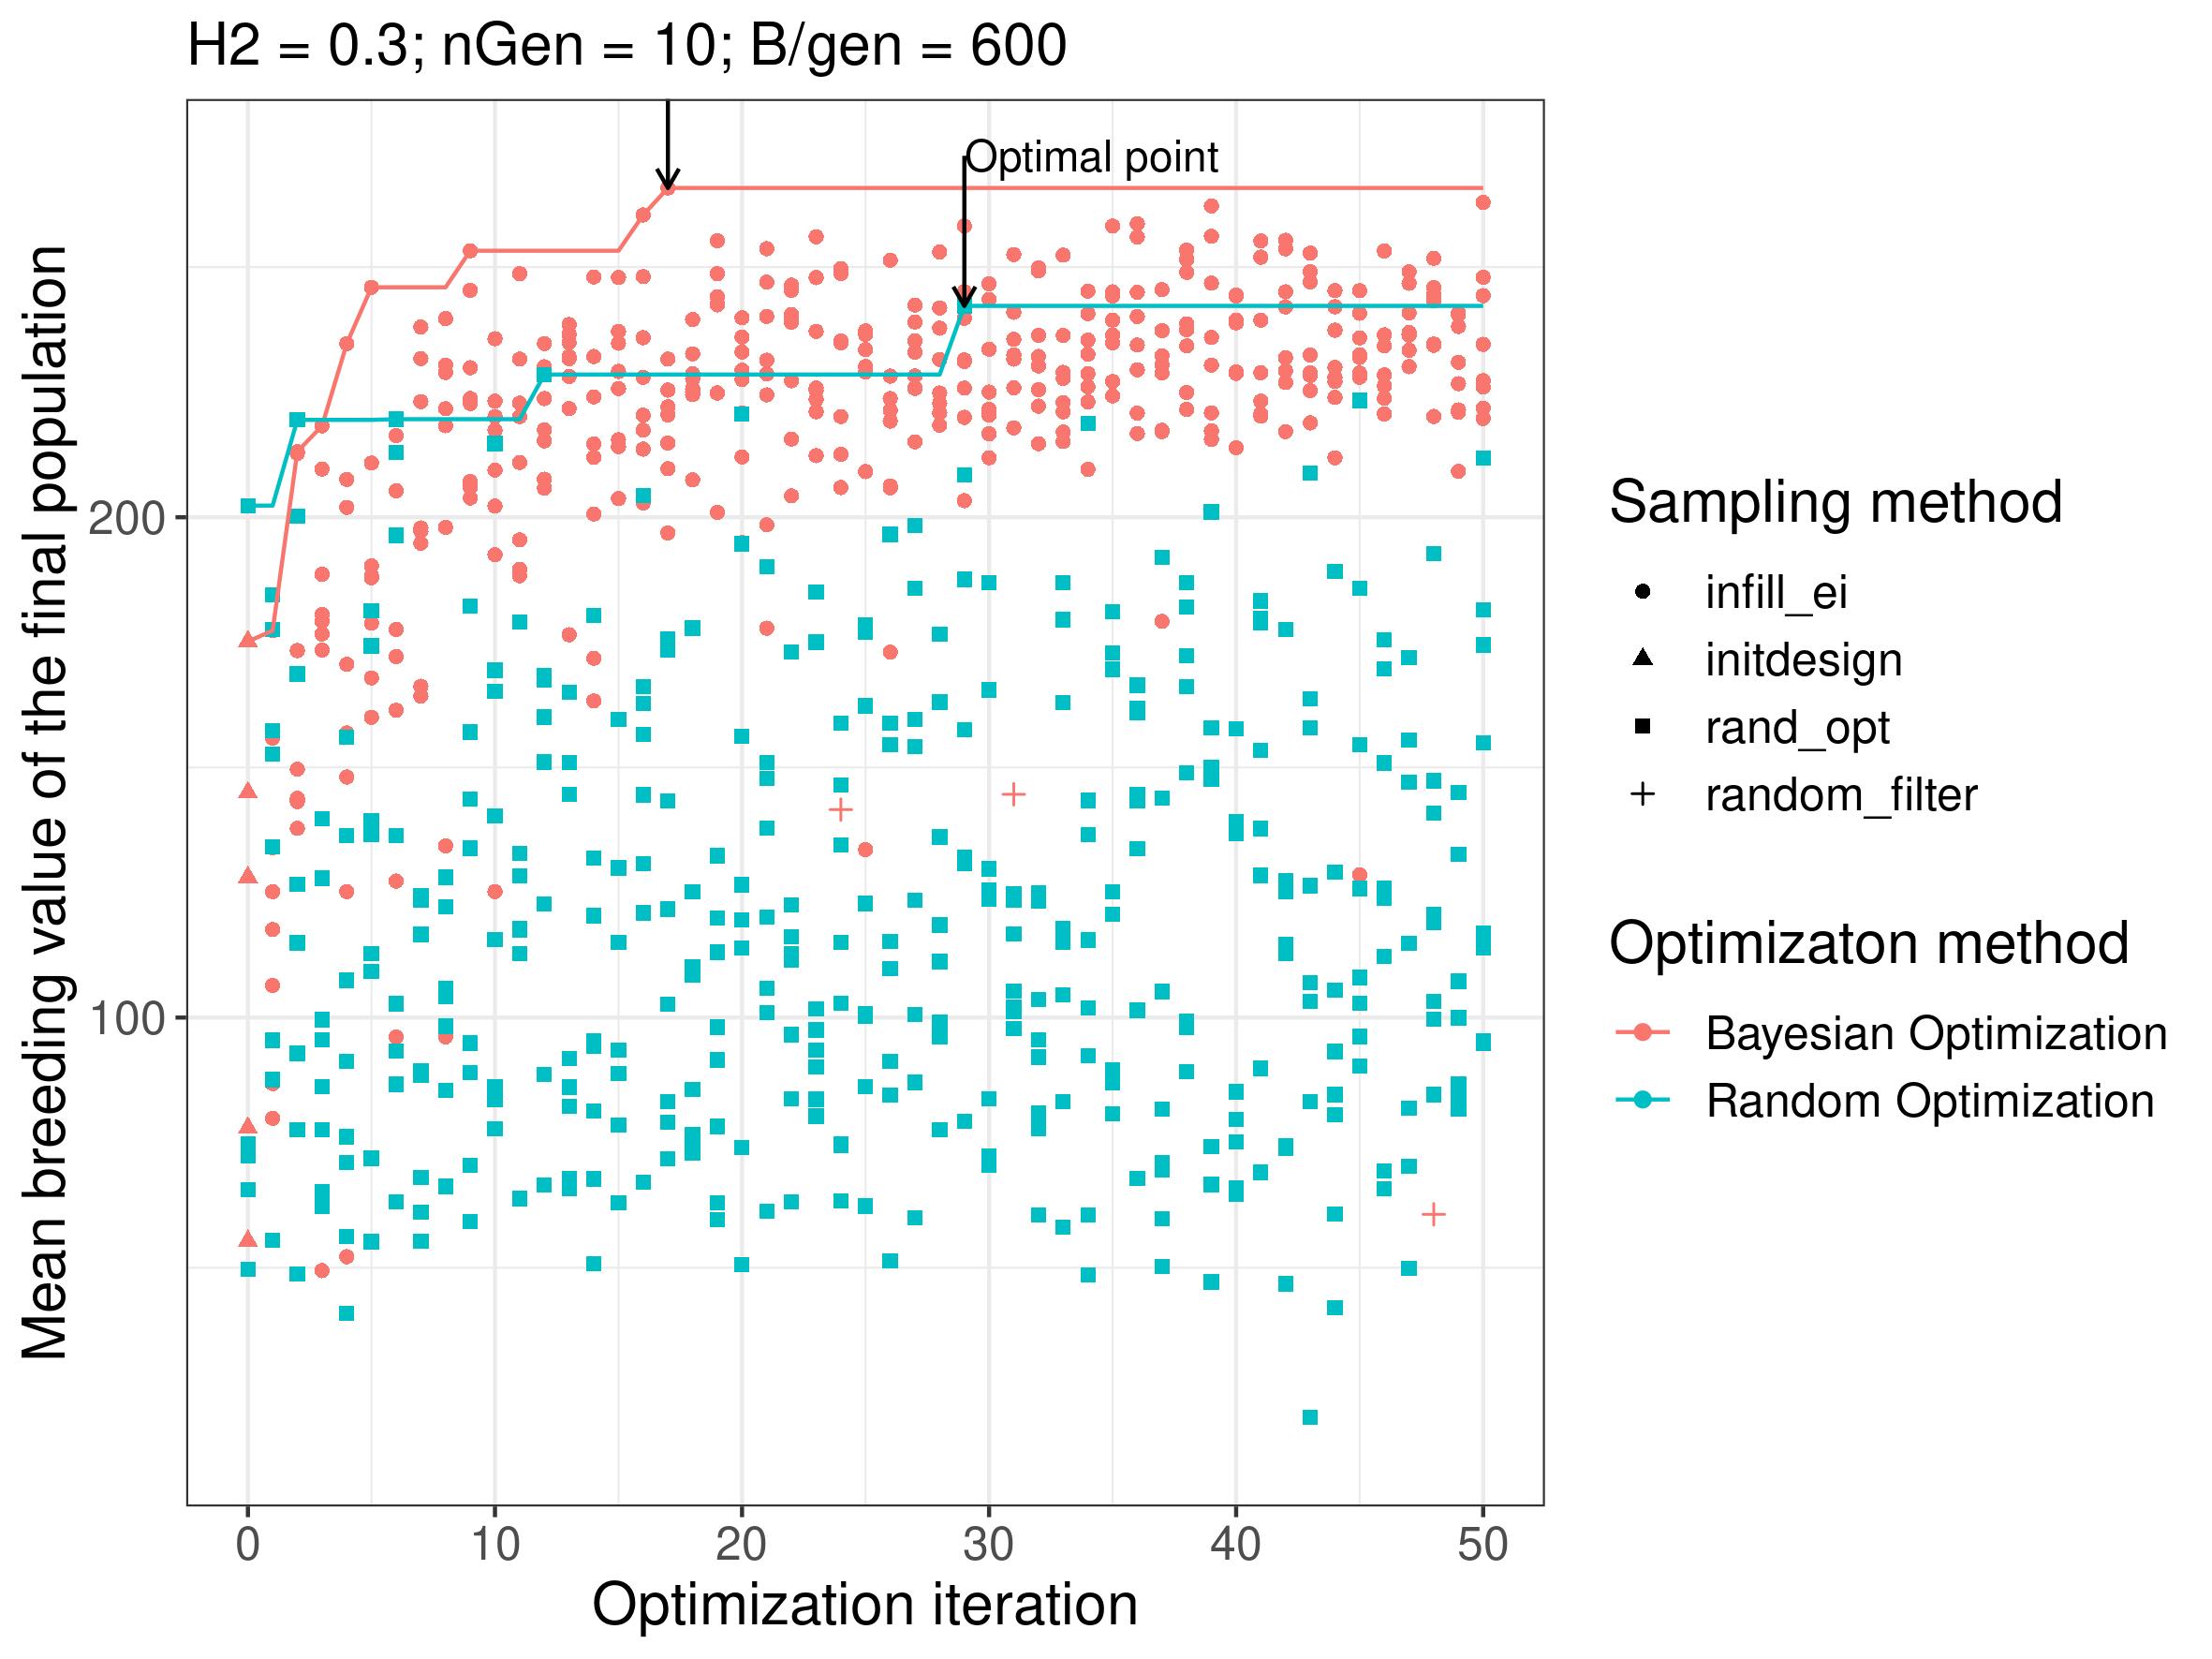 H2 = 0.3; nGen = 10; B/gen = 600
Optimal point
Mean breeding value of the final population
200
100
0 10 20 30 40 50
Optimization iteration
Sampling method
infill_ei
initdesign
rand_opt
random_filter
Optimizaton method
Bayesian Optimization
Random Optimization